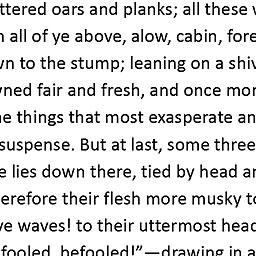 ttered oars and planks; all these
all of ye above, alow, cabin, fore
n to the stump; leaning on a shiv
ned fair and fresh, and once mor
e things that most exasperate an
suspense. But at last, some three
e lies down there, tied by head an
erefore their flesh more musky t
ve waves! to their uttermost head
fooled, befooled!”—drawing in a